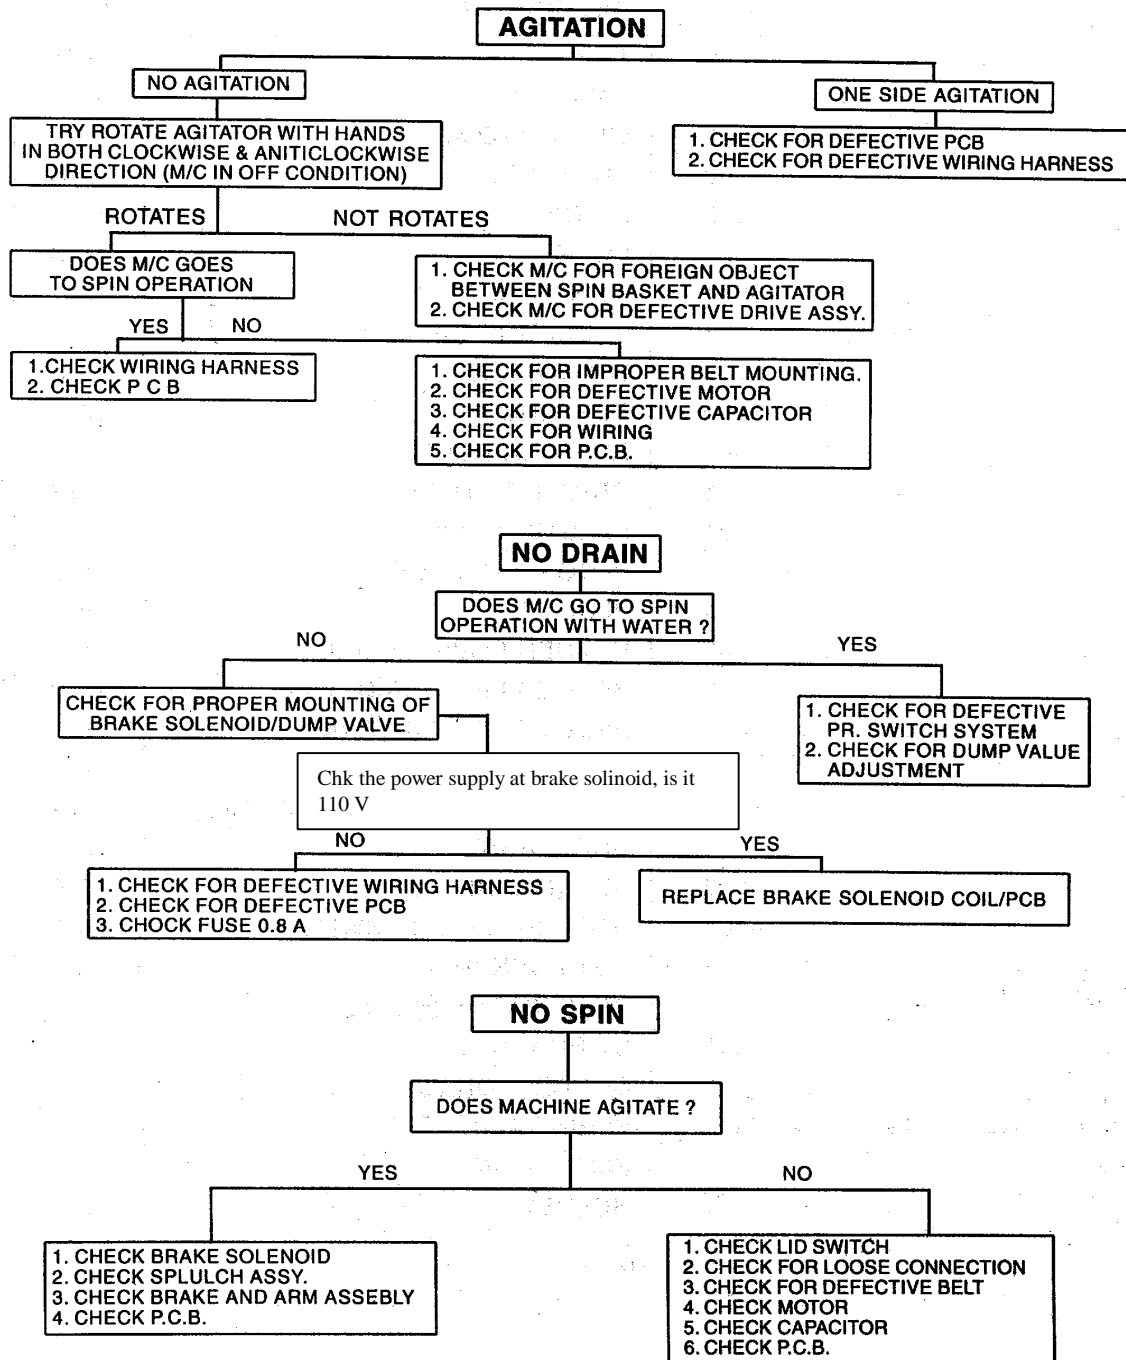 AGITATION
NO AGITATION
ONE SIDE AGITATION
TRY ROTATE AGITATOR WITH HANDS
IN BOTH CLOCKWISE & ANITICLOCKWISE
DIRECTION (M/C IN OFF CONDITION)
1. CHECK FOR DEFECTIVE PCB
2. CHECK FOR DEFECTIVE WIRING HARNESS
ROTATES
NOT ROTATES
DOES M/C GOES
TO SPIN OPERATION
1. CHECK M/C FOR FOREIGN OBJECT
BETWEEN SPIN BASKET AND AGITATOR
2. CHECK M/C FOR DEFECTIVE DRIVE ASSY.
YES
NO
1.CHECK WIRING HARNESS
2. CHECK P C B
1. CHECK FOR IMPROPER BELT MOUNTING.
2. CHECK FOR DEFECTIVE MOTOR
3. CHECK FOR DEFECTIVE CAPACITOR
4. CHECK FOR WIRING
5. CHECK FOR P.C.B.
NO DRAIN
DOES M/C GO TO SPIN
OPERATION WITH WATER ?
NO
YES
CHECK FOR PROPER MOUNTING OF
BRAKE SOLENOID/DUMP VALVE
1. CHECK FOR DEFECTIVE
PR. SWITCH SYSTEM
2. CHECK FOR DUMP VALUE
ADJUSTMENT
Chk the power supply at brake solinoid, is it
110 V
NO
YES
1. CHECK FOR DEFECTIVE WIRING HARNESS
2. CHECK FOR DEFECTIVE PCB
3. CHOCK FUSE 0.8 A
REPLACE BRAKE SOLENOID COIL/PCB
NO SPIN
DOES MACHINE AGITATE ?
YES
NO
1. CHECK BRAKE SOLENOID
2. CHECK SPLULCH ASSY.
3. CHECK BRAKE AND ARM ASSEBLY
4. CHECK P.C.B.
1. CHECK LID SWITCH
2. CHECK FOR LOOSE CONNECTION
3. CHECK FOR DEFECTIVE BELT
4. CHECK MOTOR
5. CHECK CAPACITOR
6. CHECK P.C.B.